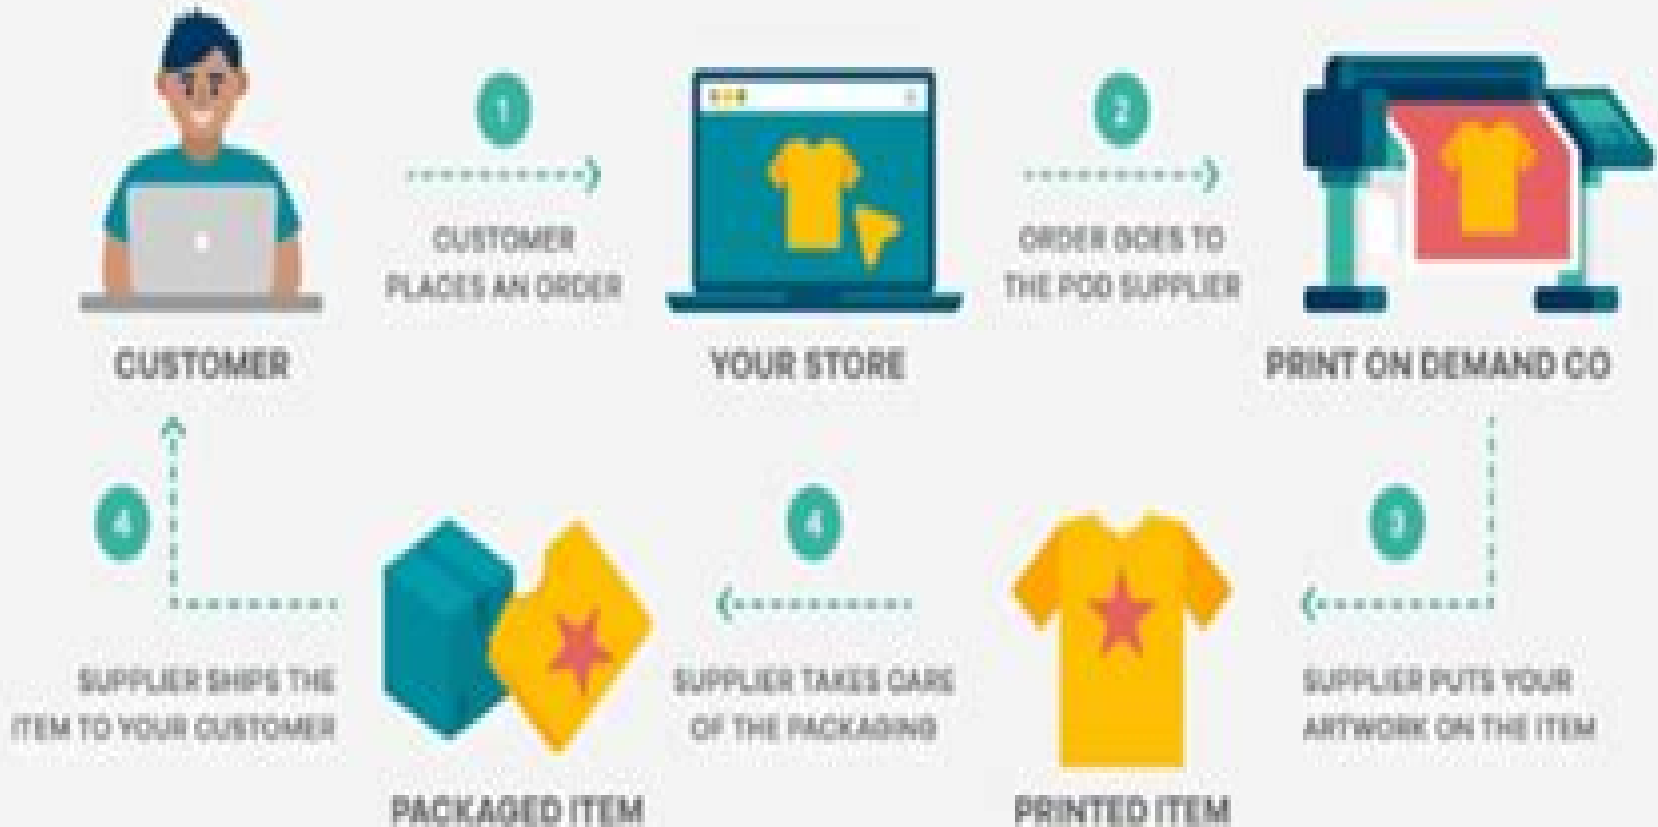 1
CUSTOMER
PLACES AN ORDER
2
ORDER GOES TO
THE POD SUPPLIER
CUSTOMER
YOUR STORE
PRINT ON DEMAND CO
4
SUPPLIER SHIPS THE
ITEM TO YOUR CUSTOMER
4
SUPPLIER TAKES CARE
OF THE PACKAGING
3
SUPPLIER PUTS YOUR
ARTWORK ON THE ITEM
PACKAGED ITEM
PRINTED ITEM